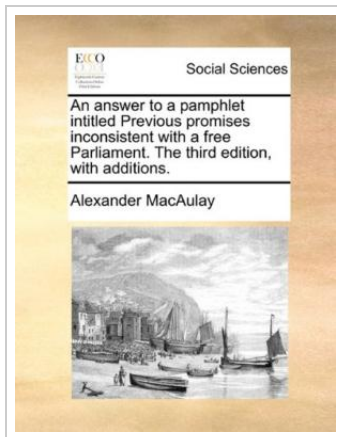 ECCO
Social Sciences
An answer to a pamphlet
intitled Previous promises
inconsistent with a free
Parliament. The third edition,
with additions.
Alexander MacAulay